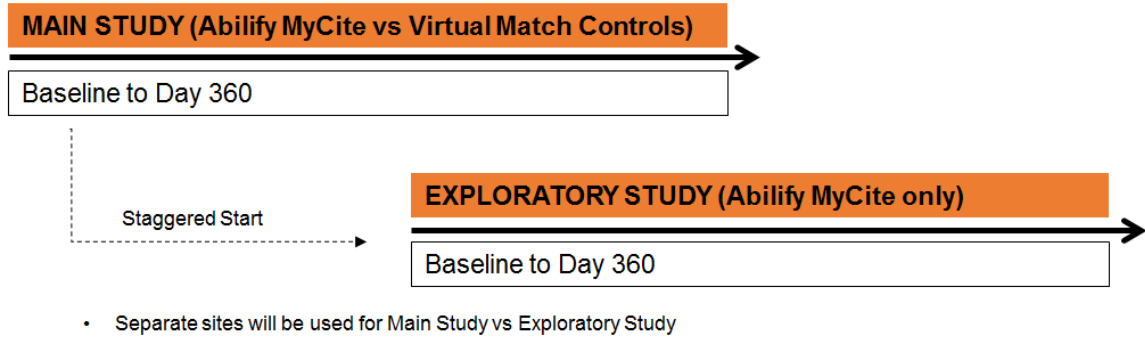 MAIN STUDY (Abilify MyCite vs Virtual Match Controls)
Baseline to Day 360
EXPLORATORY STUDY (Abilify MyCite only)
Staggered Start
Baseline to Day 360
• Separate sites will be used for Main Study vs Exploratory Study